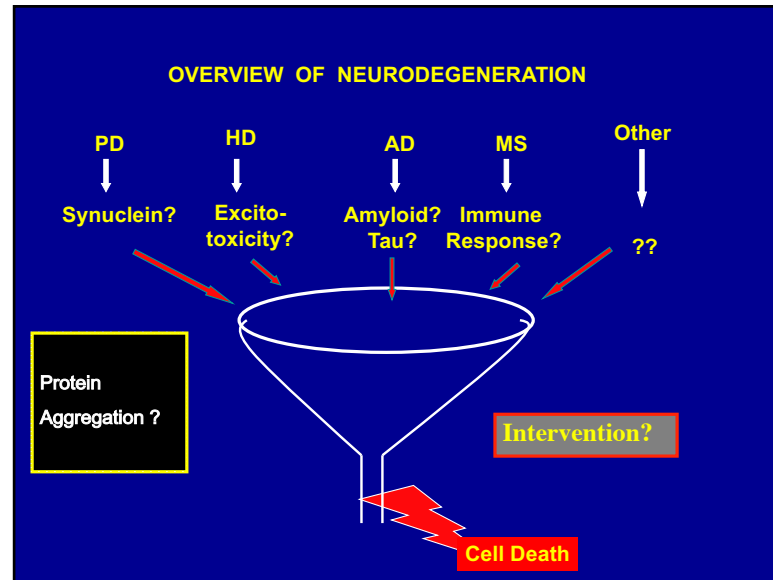 OVERVIEW OF NEURODEGENERATION
PD
HD
AD
MS
Other
Synuclein?
Excito-
toxicity?
Amyloid?
Tau?
Immune
Response?
??
Protein
Aggregation ?
Intervention?
Cell Death